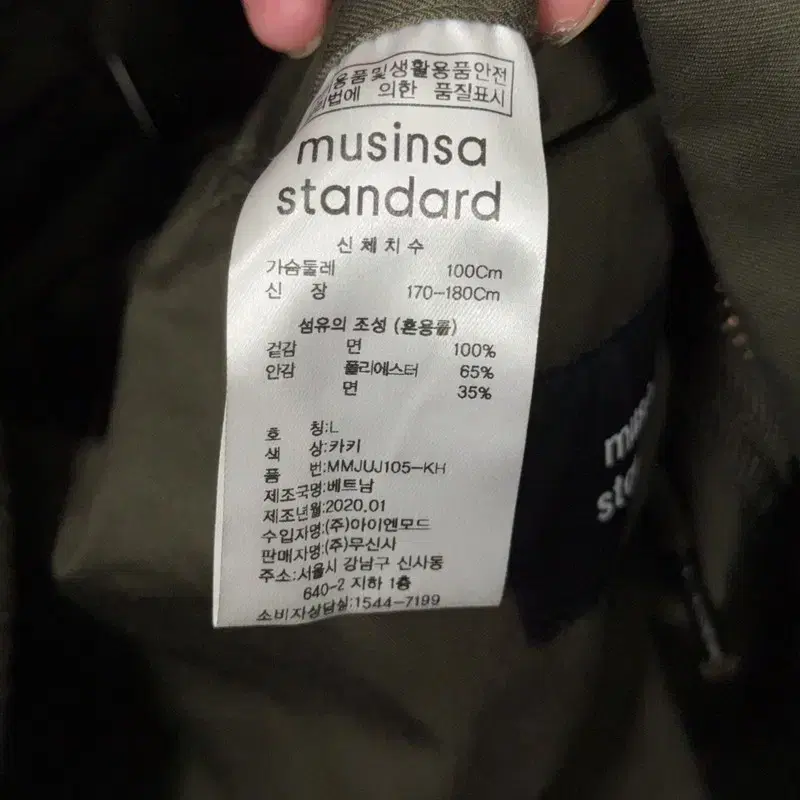 용품및생활용품안전
리법에 의한 품질표시
musinsa
standard
신체치수
가슴둘레 100Cm
신 장 170-180Cm
섬유의 조성 (혼용률)
겉감 면 100%
안감 폴리에스터 65%
면 35%
호 칭:L
색 상:카키
품 번:MMJUJ105-KH
제조국명:베트남
제조년월:2020.01
수입자명:(주)아이엔모드
판매자명:(주)무신사
주소:서울시 강남구 신사동
640-2 지하 1층
소비자상담실:1544-7199